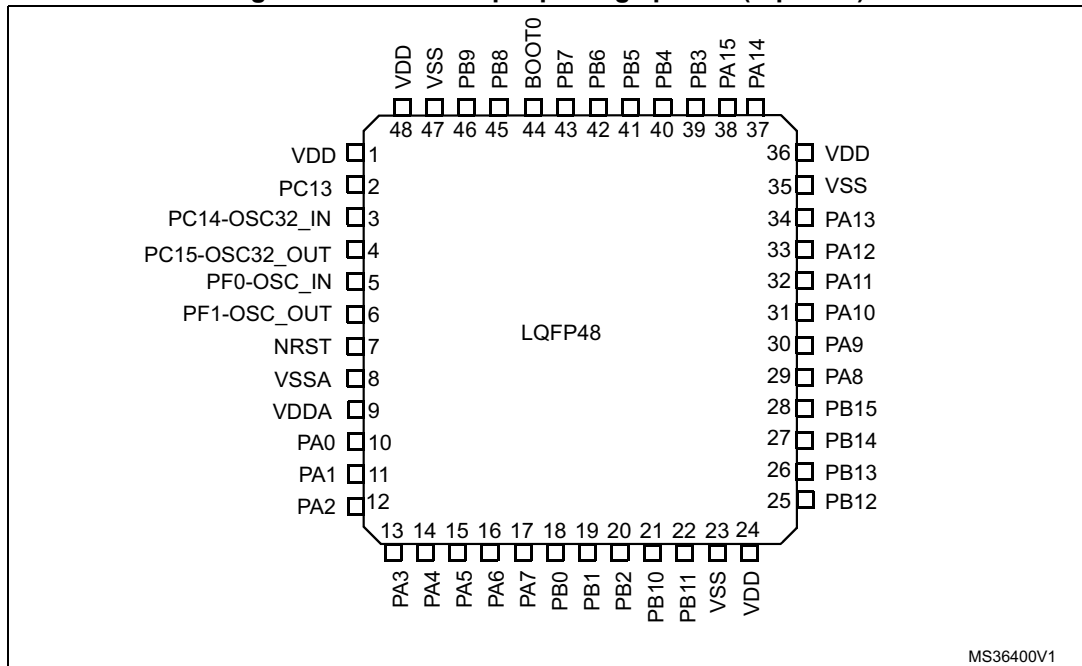 VDD VSS PB9 PB8 BOOT0 PB7 PB6 PB5 PB4 PB3 PA15 PA14
48 47 46 45 44 43 42 41 40 39 38 37
VDD 1
PC13 2
PC14-OSC32_IN 3
PC15-OSC32_OUT 4
PF0-OSC_IN 5
PF1-OSC_OUT 6
NRST 7
VSSA 8
VDDA 9
PA0 10
PA1 11
PA2 12
LQFP48
36 VDD
35 VSS
34 PA13
33 PA12
32 PA11
31 PA10
30 PA9
29 PA8
28 PB15
27 PB14
26 PB13
25 PB12
13 14 15 16 17 18 19 20 21 22 23 24
PA3 PA4 PA5 PA6 PA7 PB0 PB1 PB2 PB10 PB11 VSS VDD
MS36400V1